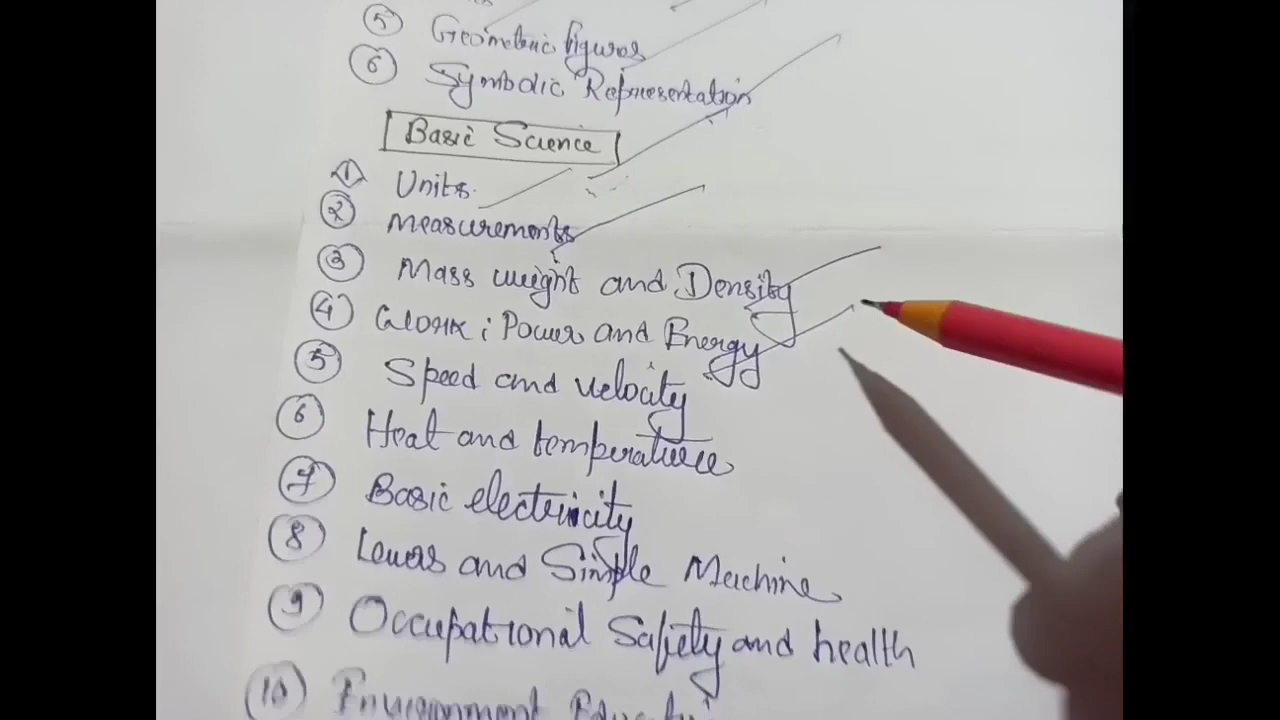 5 Geometric figures
6 Symbolic Representation
Basic Science
1 Units
2 Measurements
3 Mass weight and Density
4 Work ; Power and Energy
5 Speed and velocity
6 Heat and temperature
7 Basic electricity
8 Levers and Simple Machine
9 Occupational Safety and health
10 Environment